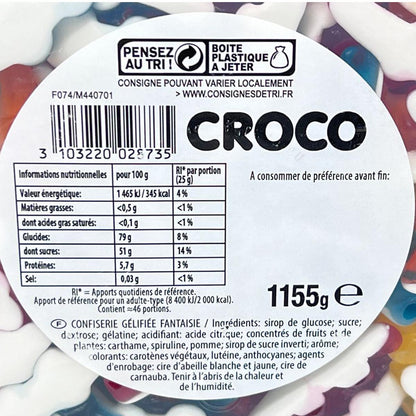 PENSEZ
AU TRI !
BOITE
PLASTIQUE
A JETER
CONSIGNE POUVANT VARIER LOCALEMENT
> WWW.CONSIGNESDETRI.FR
F074/M440701
3 103220 028735
CROCO
Informations nutritionnelles pour 100 g RI* par portion (25 g)
Valeur énergétique: 1 465 kJ / 345 kcal 4 %
Matières grasses: <0,5 g <1 %
dont acides gras saturés: <0,1 g <1 %
Glucides: 79 g 8 %
dont sucres: 51 g 14 %
Protéines: 5,7 g 3 %
Sel: 0,03 g <1 %
RI* = Apports quotidiens de référence.
Apport de référence pour un adulte-type (8 400 kJ/2 000 kcal).
Contient ≈46 portions.
A consommer de préférence avant fin:
1155g ℮
F CONFISERIE GÉLIFIÉE FANTAISIE / Ingrédients: sirop de glucose; sucre;
dextrose; gélatine; acidifiant: acide citrique; concentrés de fruits et de
plantes: carthame, spiruline, pomme; sirop de sucre inverti; arôme;
colorants: carotènes végétaux, lutéine, anthocyanes; agents
d'enrobage: cire d'abeille blanche et jaune, cire de
carnauba. Tenir à l'abris de la chaleur et
de l'humidité.